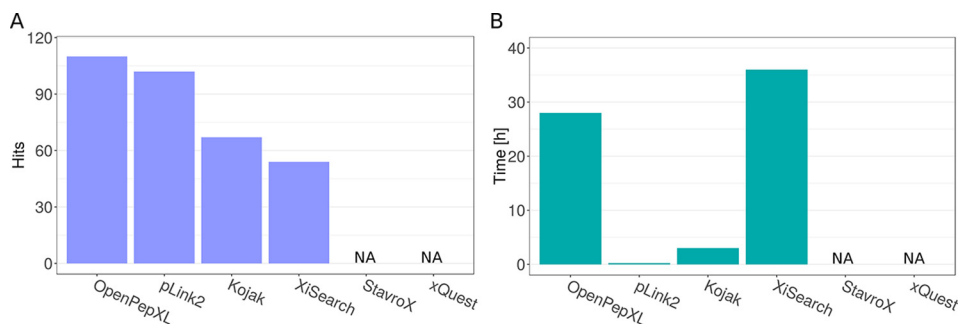 A
120
90
60
30
0
Hits
NA
NA
OpenPepXL
pLink2
Kojak
XiSearch
StavroX
xQuest
B
40
30
20
10
0
Time [h]
NA
NA
OpenPepXL
pLink2
Kojak
XiSearch
StavroX
xQuest